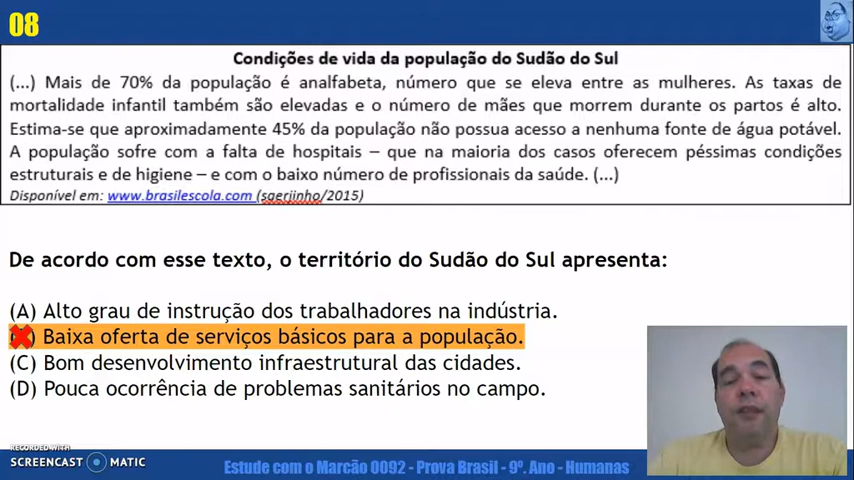 08
Condições de vida da população do Sudão do Sul
(...) Mais de 70% da população é analfabeta, número que se eleva entre as mulheres. As taxas de
mortalidade infantil também são elevadas e o número de mães que morrem durante os partos é alto.
Estima-se que aproximadamente 45% da população não possua acesso a nenhuma fonte de água potável.
A população sofre com a falta de hospitais – que na maioria dos casos oferecem péssimas condições
estruturais e de higiene – e com o baixo número de profissionais da saúde. (...)
Disponível em: www.brasilescola.com (saerjinho/2015)
De acordo com esse texto, o território do Sudão do Sul apresenta:
(A) Alto grau de instrução dos trabalhadores na indústria.
Baixa oferta de serviços básicos para a população.
(C) Bom desenvolvimento infraestrutural das cidades.
(D) Pouca ocorrência de problemas sanitários no campo.
RECORDED WITH
SCREENCAST MATIC
Estude com o Marcão 0092 - Prova Brasil - 9º. Ano - Humanas